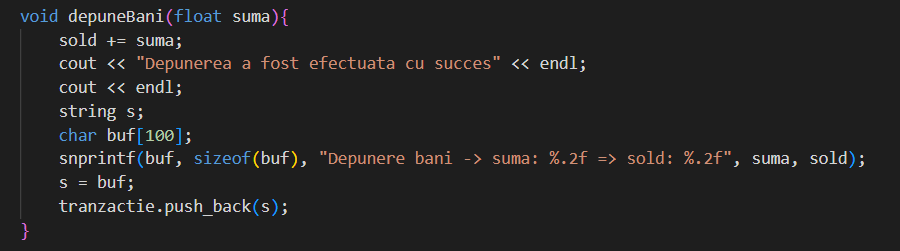 void depuneBani(float suma){
    sold += suma;
    cout << "Depunerea a fost efectuata cu succes" << endl;
    cout << endl;
    string s;
    char buf[100];
    snprintf(buf, sizeof(buf), "Depunere bani -> suma: %.2f => sold: %.2f", suma, sold);
    s = buf;
    tranzactie.push_back(s);
}